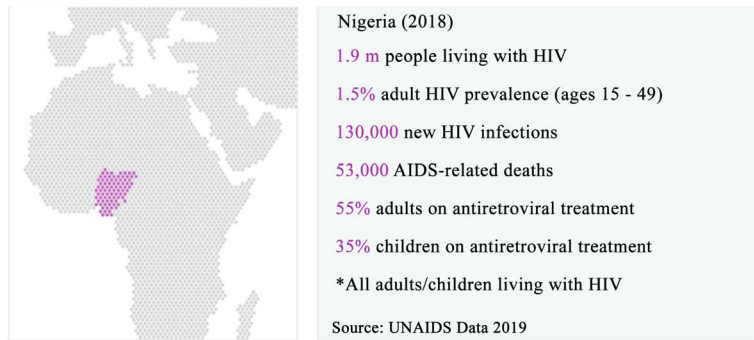 Nigeria (2018)
1.9 m people living with HIV
1.5% adult HIV prevalence (ages 15 - 49)
130,000 new HIV infections
53,000 AIDS-related deaths
55% adults on antiretroviral treatment
35% children on antiretroviral treatment
*All adults/children living with HIV
Source: UNAIDS Data 2019